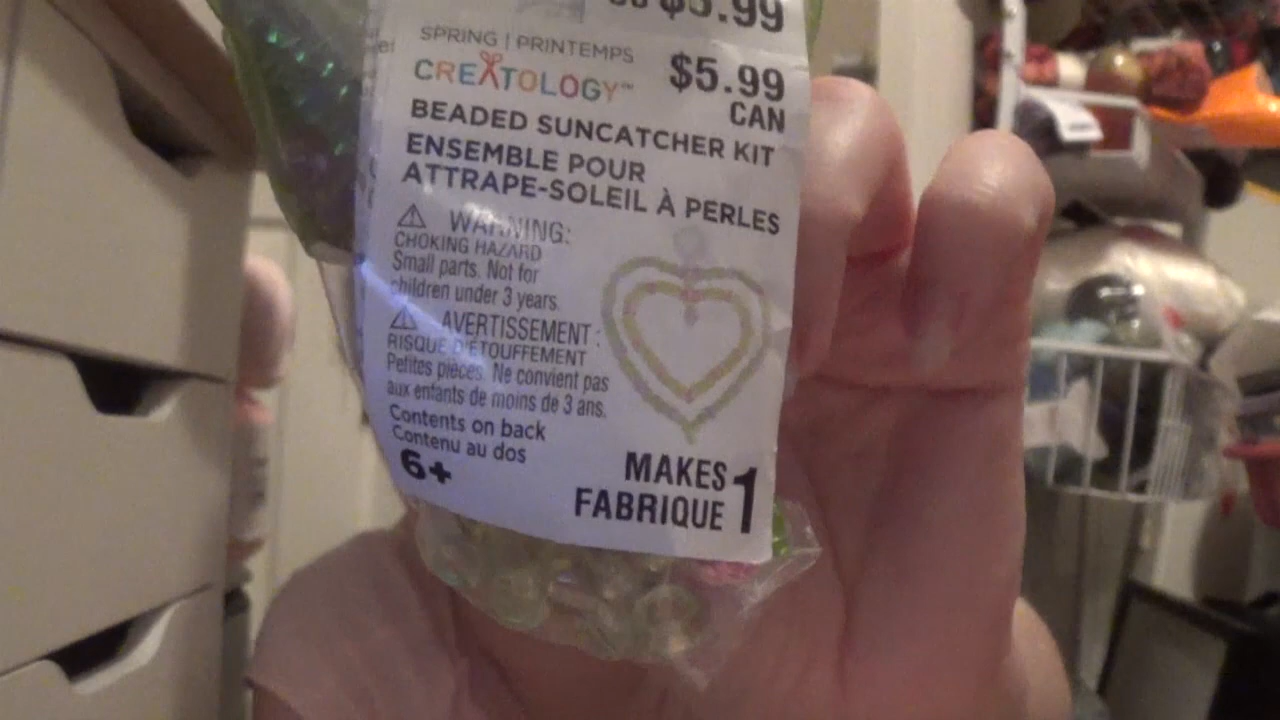 $5.99
SPRING | PRINTEMPS
CREATOLOGY™
$5.99
CAN
BEADED SUNCATCHER KIT
ENSEMBLE POUR
ATTRAPE-SOLEIL À PERLES
⚠ WARNING:
CHOKING HAZARD
Small parts. Not for
children under 3 years.
⚠ AVERTISSEMENT :
RISQUE D'ÉTOUFFEMENT
Petites pièces. Ne convient pas
aux enfants de moins de 3 ans.
Contents on back
Contenu au dos
6+
MAKES
FABRIQUE 1